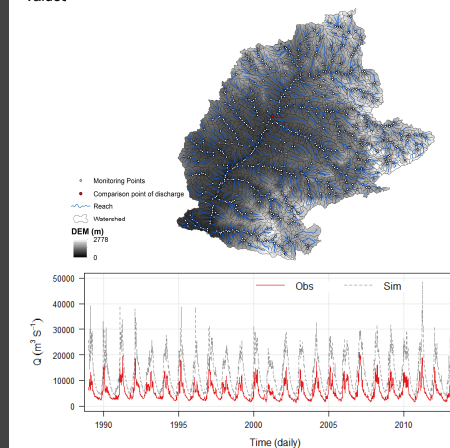 Monitoring Points
Comparison point of discharge
Reach
Watershed
DEM (m)
2778
0
Obs
Sim
50000
40000
30000
20000
10000
0
Q (m³ S⁻¹)
1990
1995
2000
2005
2010
Time (daily)